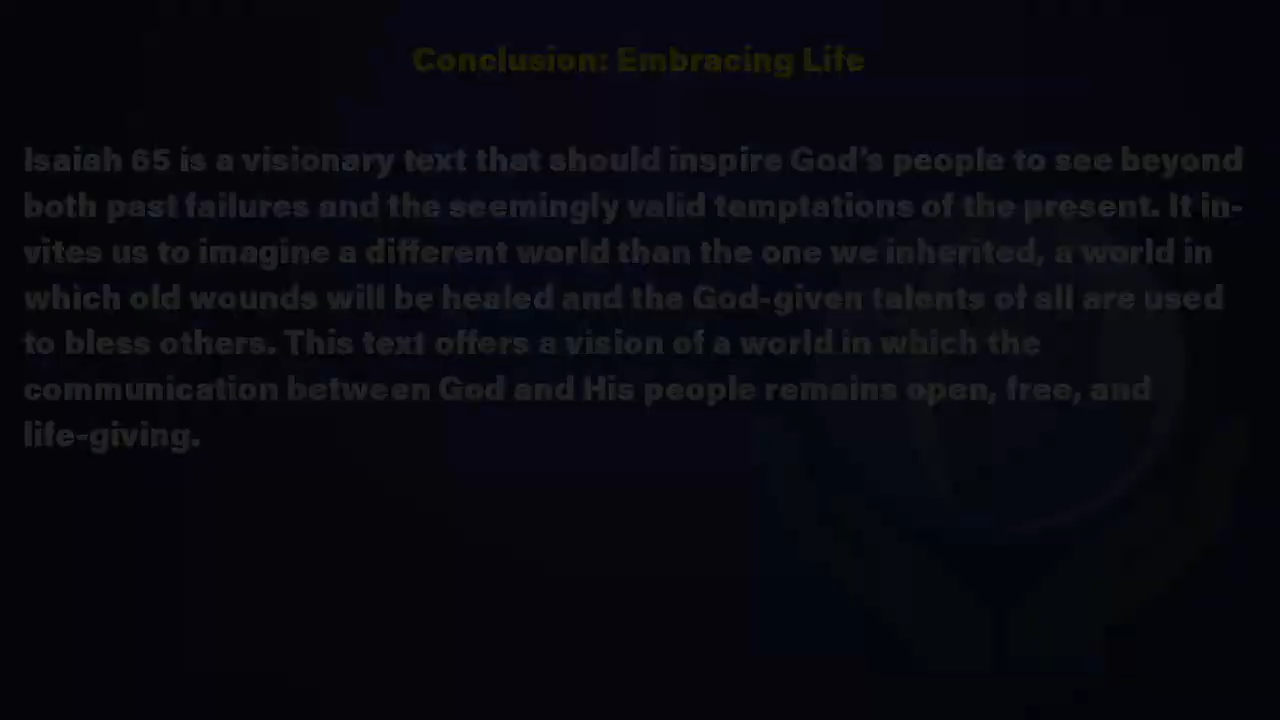 Conclusion: Embracing Life
Isaiah 65 is a visionary text that should inspire God's people to see beyond
both past failures and the seemingly valid temptations of the present. It in-
vites us to imagine a different world than the one we inherited, a world in
which old wounds will be healed and the God-given talents of all are used
to bless others. This text offers a vision of a world in which the
communication between God and His people remains open, free, and
life-giving.